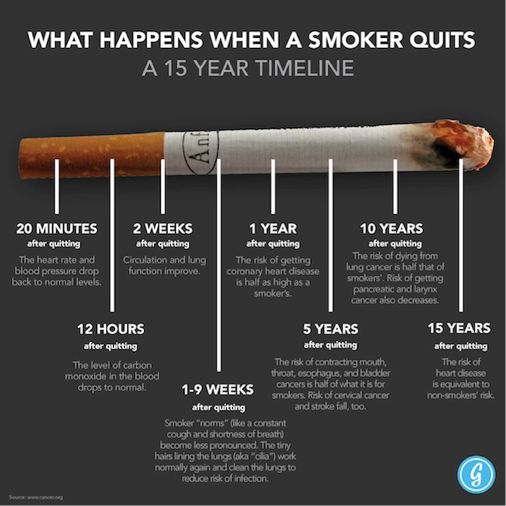 WHAT HAPPENS WHEN A SMOKER QUITS
A 15 YEAR TIMELINE
Anf
20 MINUTES
after quitting
The heart rate and
blood pressure drop
back to normal levels.
2 WEEKS
after quitting
Circulation and lung
function improve.
1 YEAR
after quitting
The risk of getting
coronary heart disease
is half as high as a
smoker's.
10 YEARS
after quitting
The risk of dying from
lung cancer is half that of
smokers'. Risk of getting
pancreatic and larynx
cancer also decreases.
12 HOURS
after quitting
The level of carbon
monoxide in the blood
drops to normal.
1-9 WEEKS
after quitting
Smoker "norms" (like a constant
cough and shortness of breath)
become less pronounced. The tiny
hairs lining the lungs (aka "cilia") work
normally again and clean the lungs to
reduce risk of infection.
5 YEARS
after quitting
The risk of contracting mouth,
throat, esophagus, and bladder
cancers is half of what it is for
smokers. Risk of cervical cancer
and stroke fall, too.
15 YEARS
after quitting
The risk of
heart disease
is equivalent to
non-smokers' risk.
Source: www.cancer.org
g